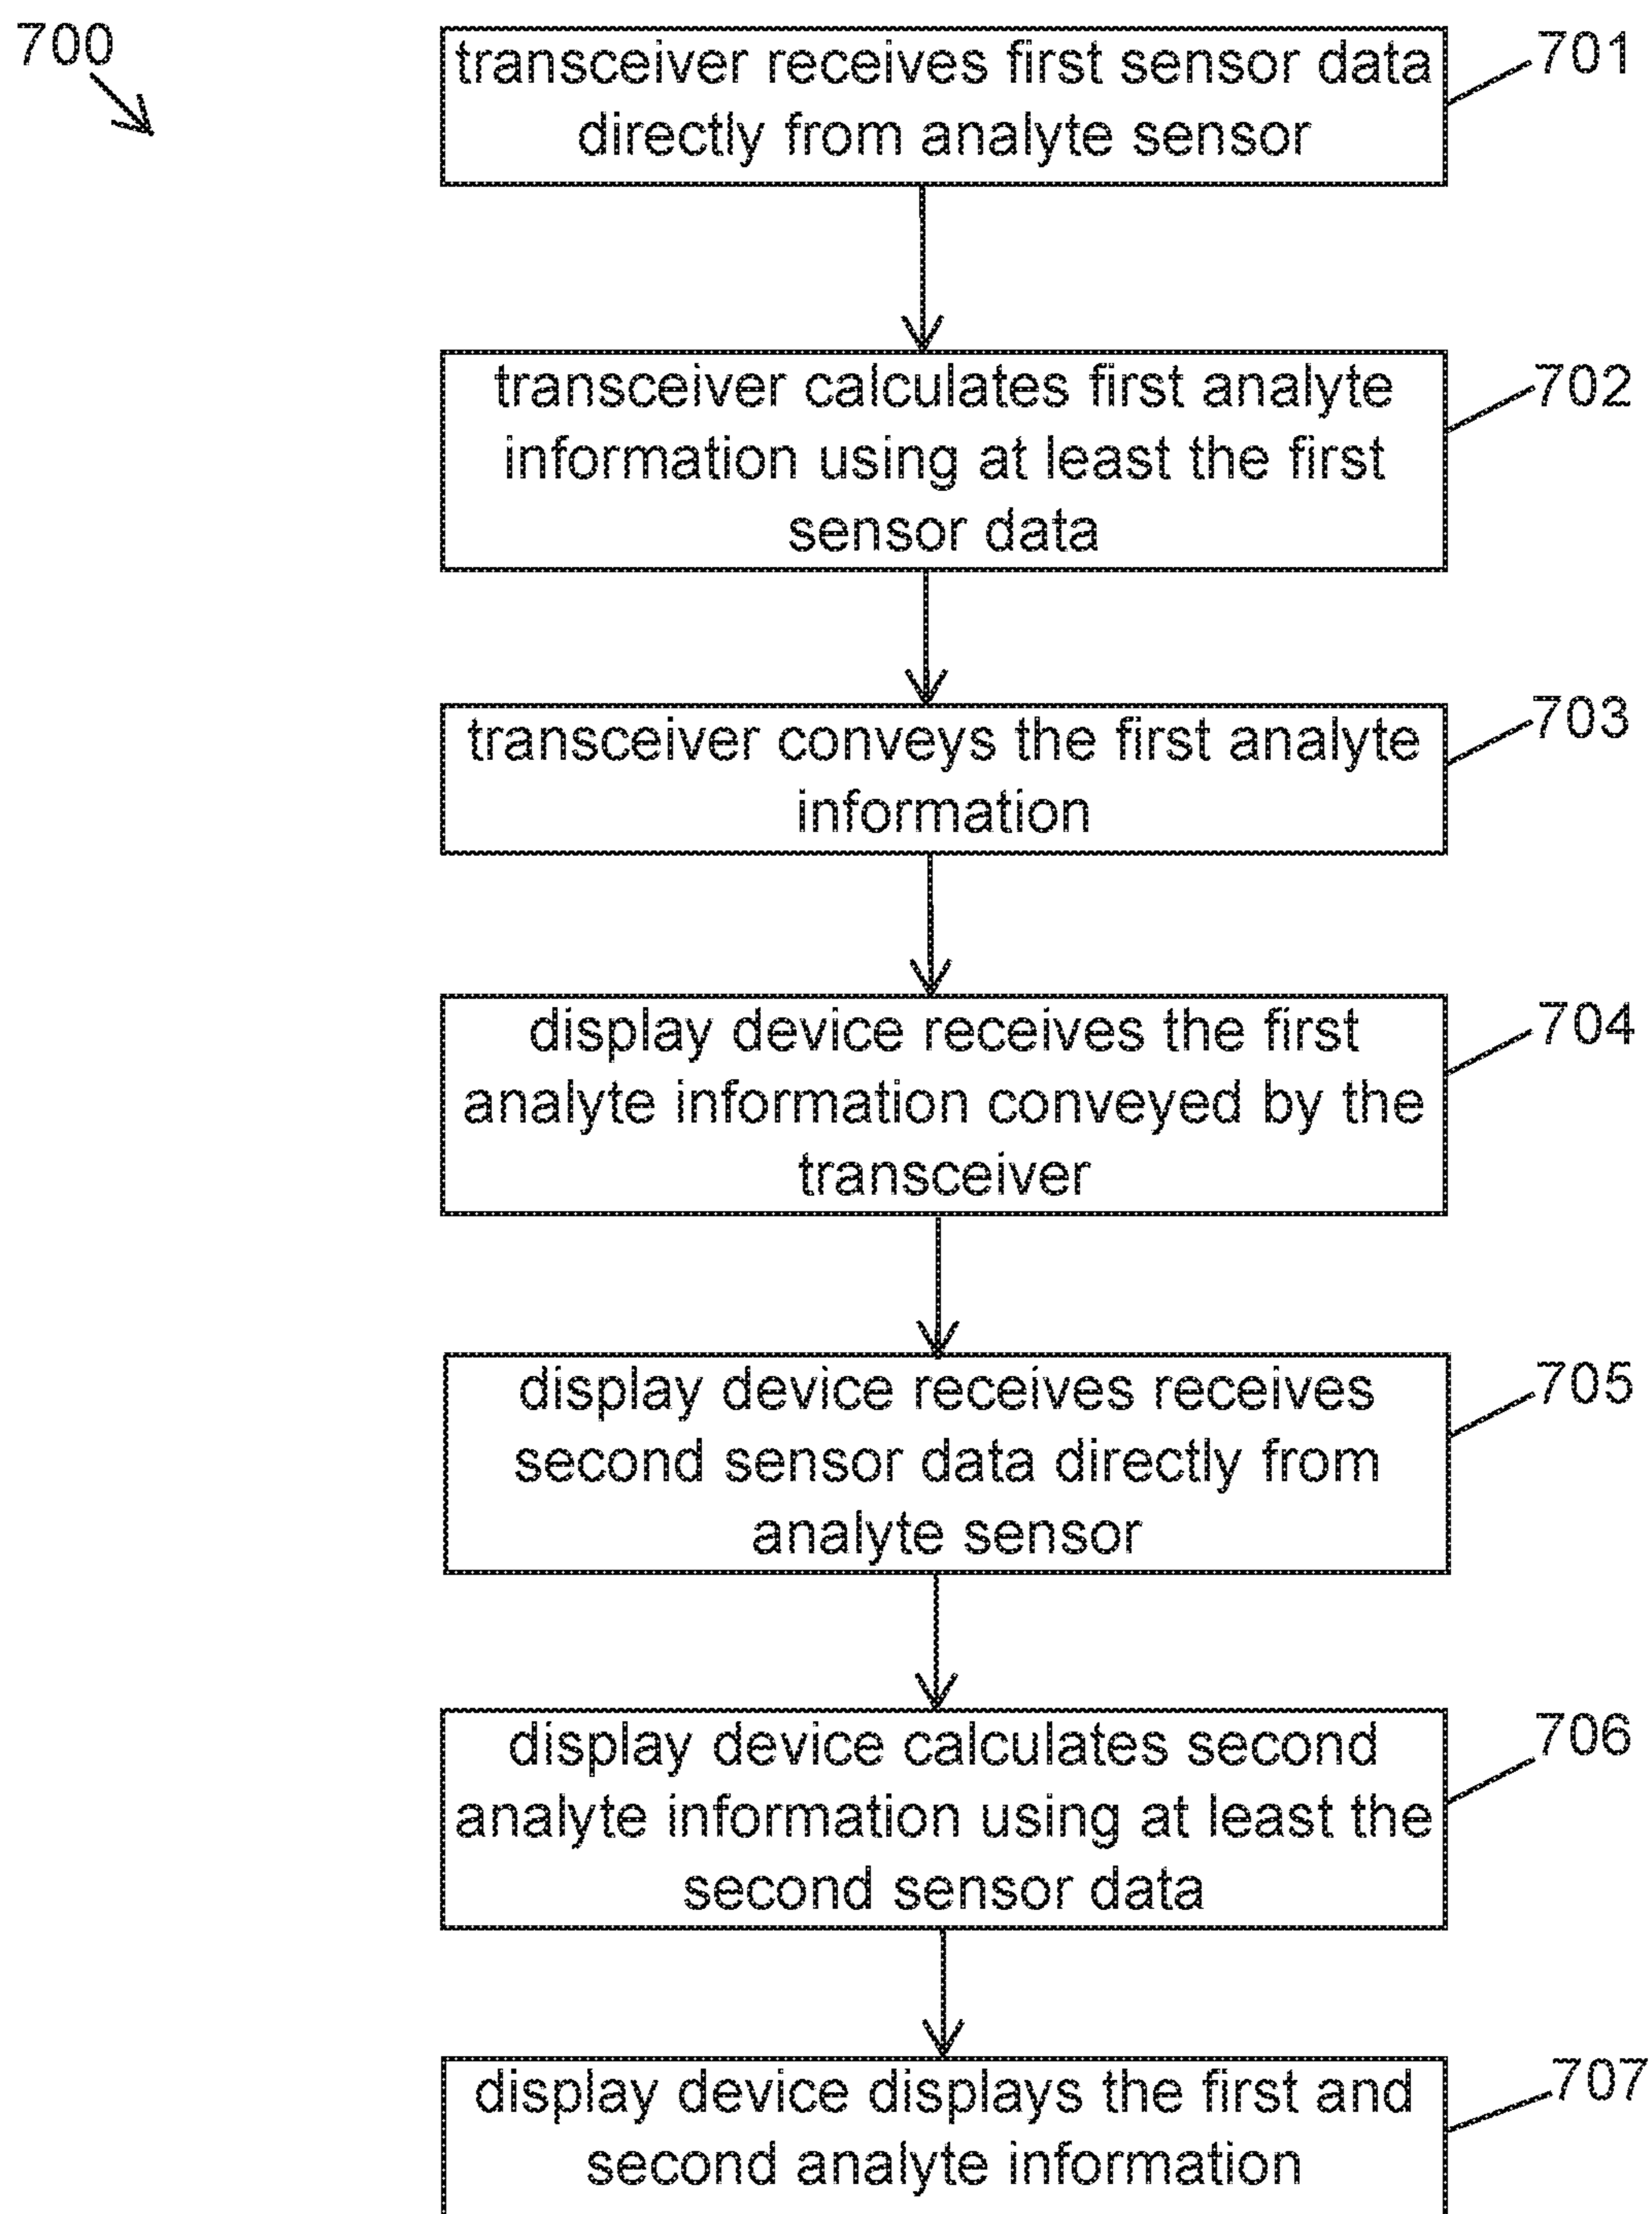 700
transceiver receives first sensor data
directly from analyte sensor
701
transceiver calculates first analyte
information using at least the first
sensor data
702
transceiver conveys the first analyte
information
703
display device receives the first
analyte information conveyed by the
transceiver
704
display device receives receives
second sensor data directly from
analyte sensor
705
display device calculates second
analyte information using at least the
second sensor data
706
display device displays the first and
second analyte information
707